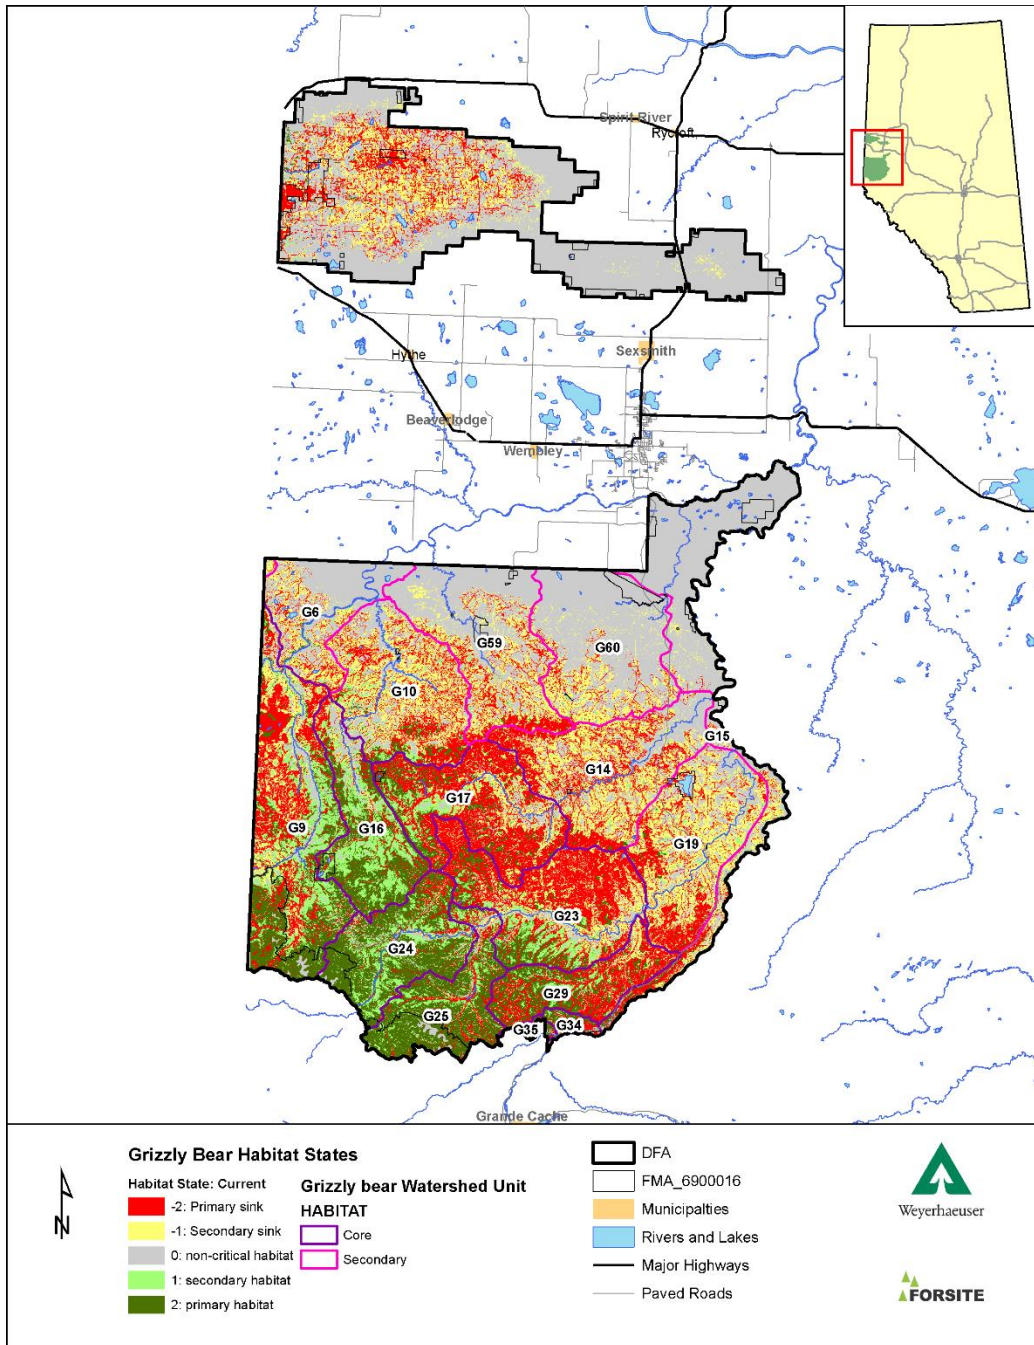 Spirit River
Rycroft
Sexsmith
Hythe
Beaverlodge
Wembley
G6
G59
G60
G10
G15
G14
G17
G9
G16
G19
G23
G24
G29
G25
G35
G34
Grande Cache
N
Grizzly Bear Habitat States
Habitat State: Current
-2: Primary sink
-1: Secondary sink
0: non-critical habitat
1: secondary habitat
2: primary habitat
Grizzly bear Watershed Unit
HABITAT
Core
Secondary
DFA
FMA_6900016
Municipalties
Rivers and Lakes
Major Highways
Paved Roads
Weyerhaeuser
FORSITE